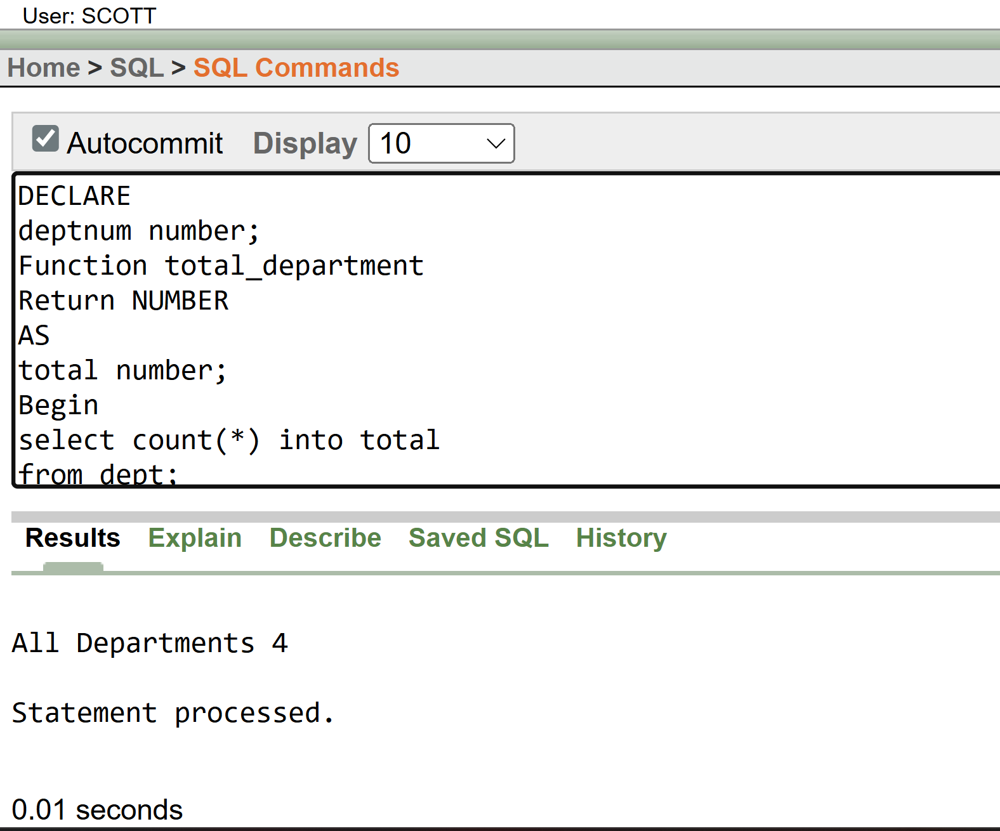 User: SCOTT
Home > SQL > SQL Commands
Autocommit Display 10
DECLARE
deptnum number;
Function total_department
Return NUMBER
AS
total number;
Begin
select count(*) into total
from dept;
Results Explain Describe Saved SQL History
All Departments 4
Statement processed.
0.01 seconds